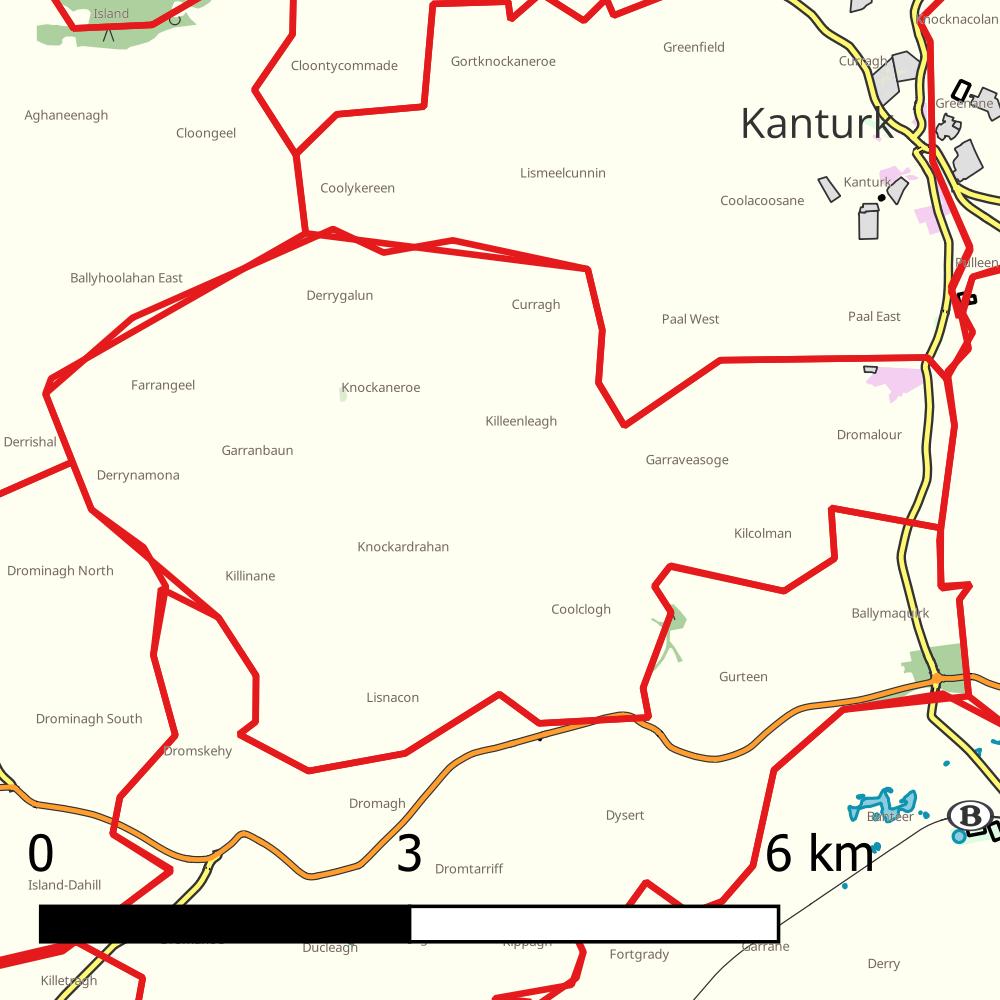 Island
Knocknacolan
Greenfield
Curragh
Gortknockaneroe
Cloontycommade
Greenane
Aghaneenagh
Kanturk
Cloongeel
Lismeelcunnin
Kanturk
Coolykereen
Coolacoosane
Pulleen
Ballyhoolahan East
Derrygalun
Curragh
Paal West
Paal East
Farrangeel
Knockaneroe
Killeenleagh
Derrishal
Dromalour
Garranbaun
Garraveasoge
Derrynamona
Kilcolman
Knockardrahan
Drominagh North
Killinane
Coolclogh
Ballymaquirk
Gurteen
Lisnacon
Drominagh South
Dromskehy
Dromagh
Dysert
Banteer
B
0 3 6 km
Dromtarriff
Island-Dahill
Ducleagh
Garrane
Fortgrady
Derry
Killetragh